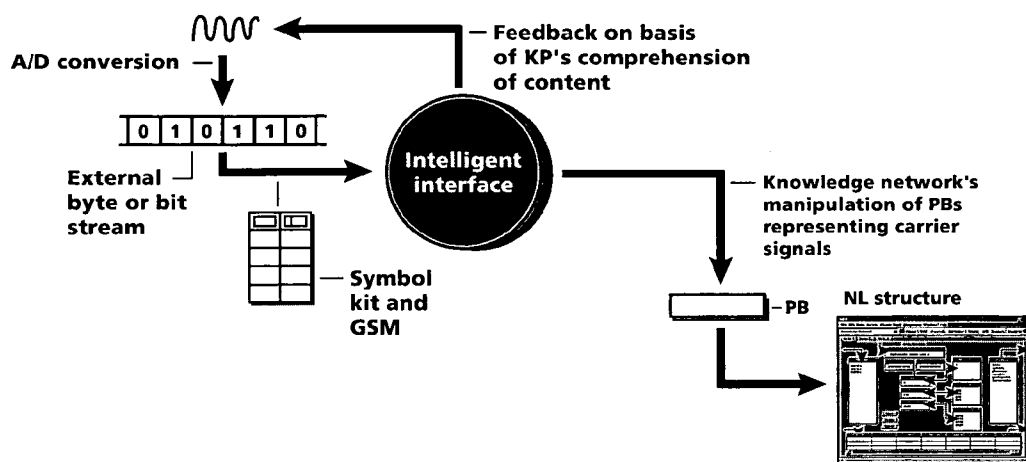 Feedback on basis
of KP's comprehension
of content
A/D conversion
0 1 0 1 1 0
External
byte or bit
stream
Intelligent
interface
Symbol
kit and
GSM
Knowledge network's
manipulation of PBs
representing carrier
signals
PB
NL structure